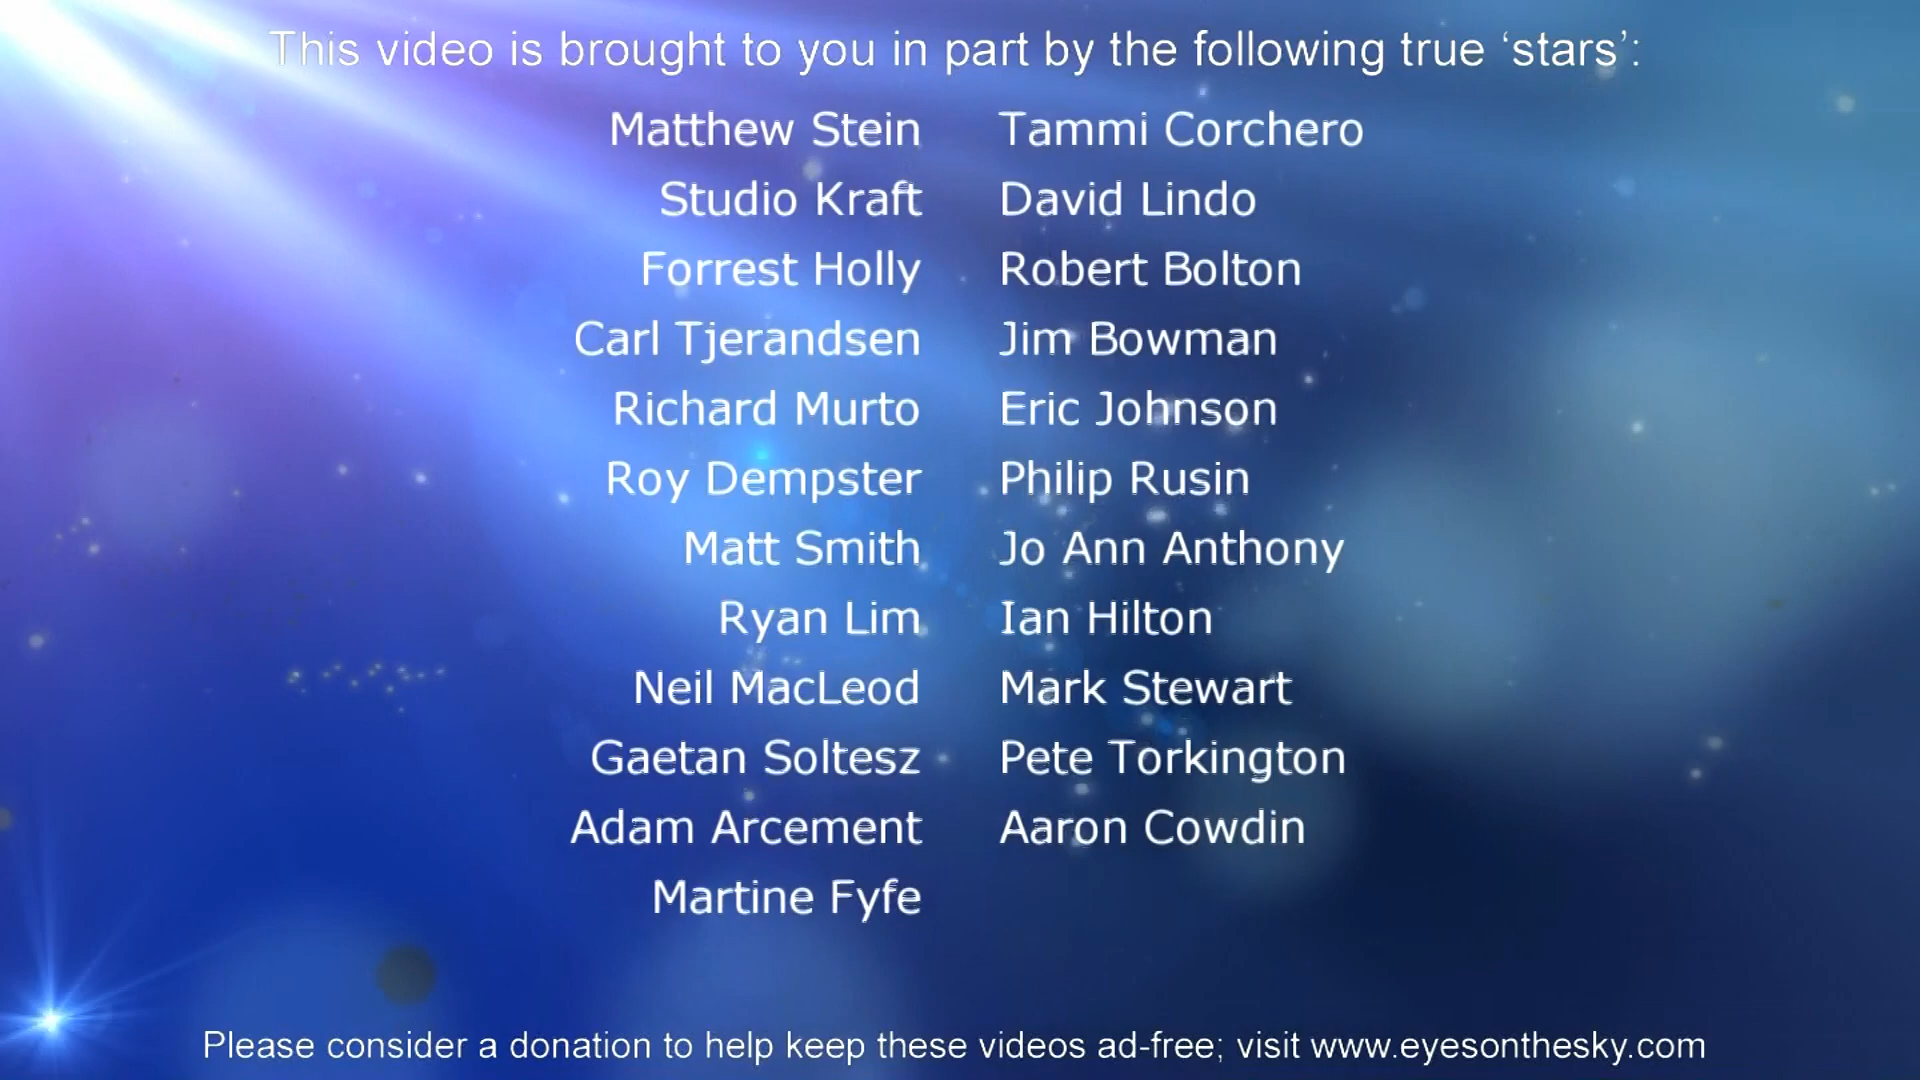 This video is brought to you in part by the following true ‘stars’:
Matthew Stein Tammi Corchero
Studio Kraft David Lindo
Forrest Holly Robert Bolton
Carl Tjerandsen Jim Bowman
Richard Murto Eric Johnson
Roy Dempster Philip Rusin
Matt Smith Jo Ann Anthony
Ryan Lim Ian Hilton
Neil MacLeod Mark Stewart
Gaetan Soltesz Pete Torkington
Adam Arcement Aaron Cowdin
Martine Fyfe
Please consider a donation to help keep these videos ad-free; visit www.eyesonthesky.com